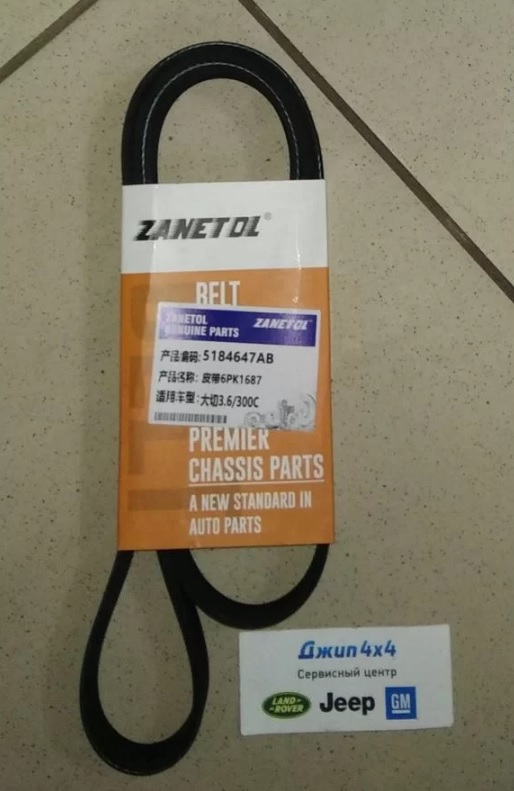 ZANETOL®
BELT
ZANETOL
GENUINE PARTS
ZANETOL
产品编码: 5184647AB
产品名称: 皮带6PK1687
适用车型: 大切3.6/300C
PREMIER
CHASSIS PARTS
A NEW STANDARD IN
AUTO PARTS
Джип 4x4
Сервисный центр
LAND-
ROVER
Jeep
GM